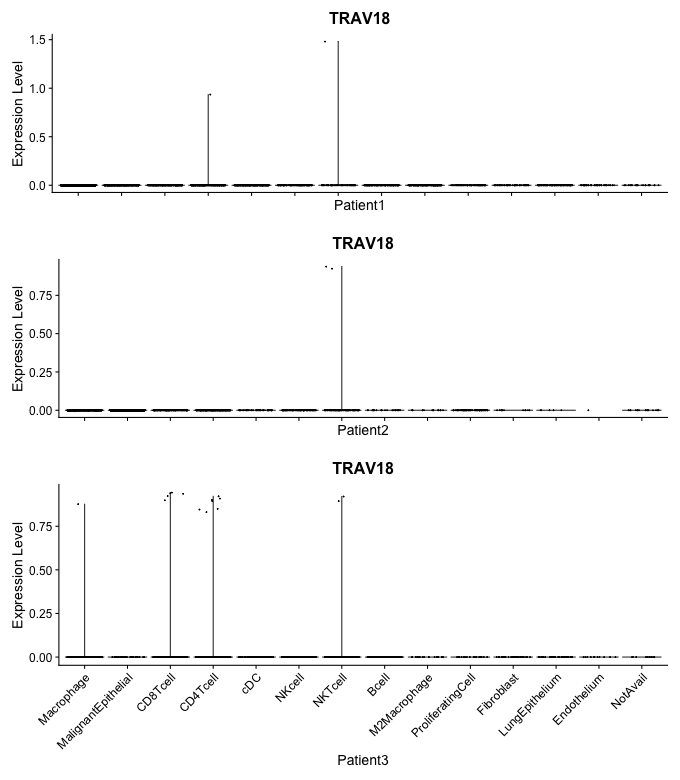 TRAV18
Expression Level
1.5
1.0
0.5
0.0
Patient1
TRAV18
Expression Level
0.75
0.50
0.25
0.00
Patient2
TRAV18
Expression Level
0.75
0.50
0.25
0.00
Macrophage
MalignantEpithelial
CD8Tcell
CD4Tcell
cDC
NKcell
NKTcell
Bcell
M2Macrophage
ProliferatingCell
Fibroblast
LungEpithelium
Endothelium
NotAvail
Patient3